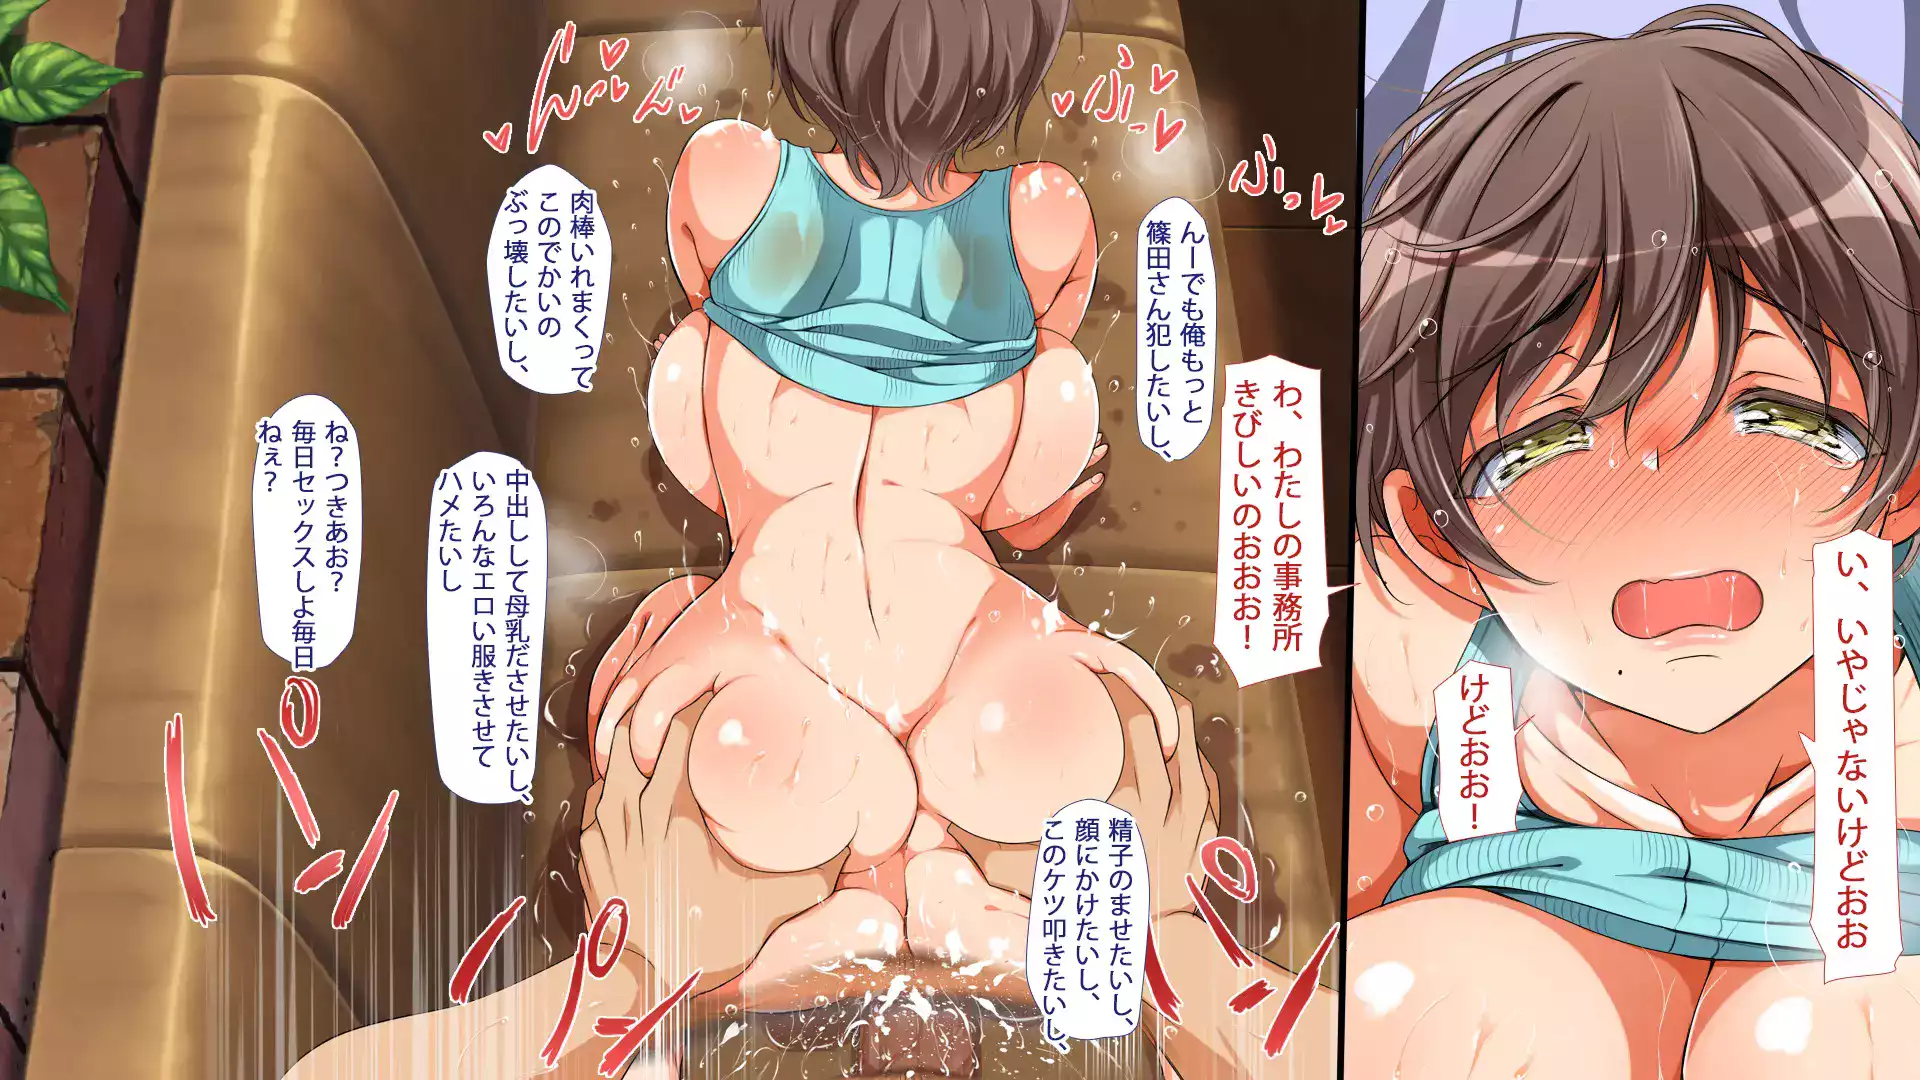 い、いやじゃないけどおお
けどおお！
わ、わたしの事務所
きびしいのおおお！
んーでも俺もっと
篠田さん犯したいし、
肉棒いれまくって
このでかいの
ぶっ壊したいし、
精子のませたいし、
顔にかけたいし、
このケツ叩きたいし、
中出しして母乳ださせたいし、
いろんなエロい服きさせて
ハメたいし
ね？つきあお？
毎日セックスしよ毎日
ねぇ？
ふっ
ふっ
ん〜
ん
パン
パン
パン